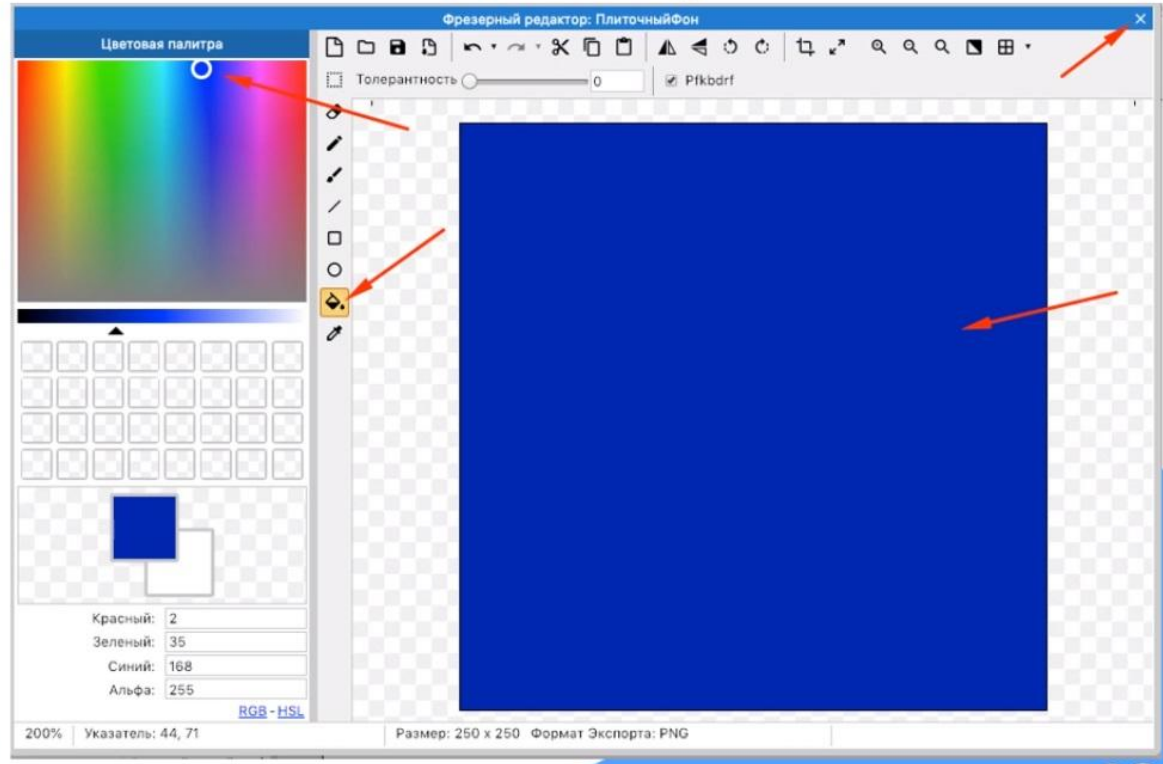 Фрезерный редактор: ПлиточныйФон
Цветовая палитра
Толерантность 0 Pfkbdrf
Красный: 2
Зеленый: 35
Синий: 168
Альфа: 255
RGB - HSL
200% Указатель: 44, 71 Размер: 250 x 250 Формат Экспорта: PNG